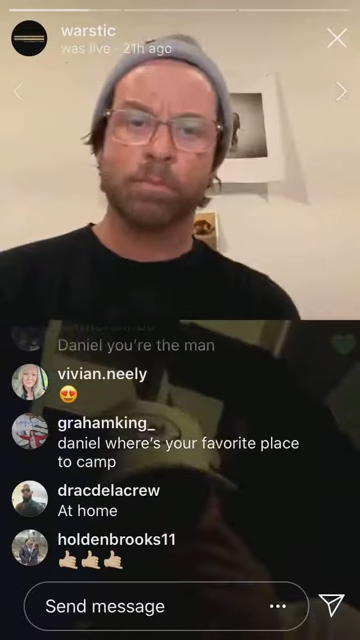 warstic
was live · 21h ago
Daniel you're the man
vivian.neely
😍
grahamking_
daniel where's your favorite place
to camp
dracdelacrew
At home
holdenbrooks11
🤙🏼🤙🏼🤙🏼
Send message